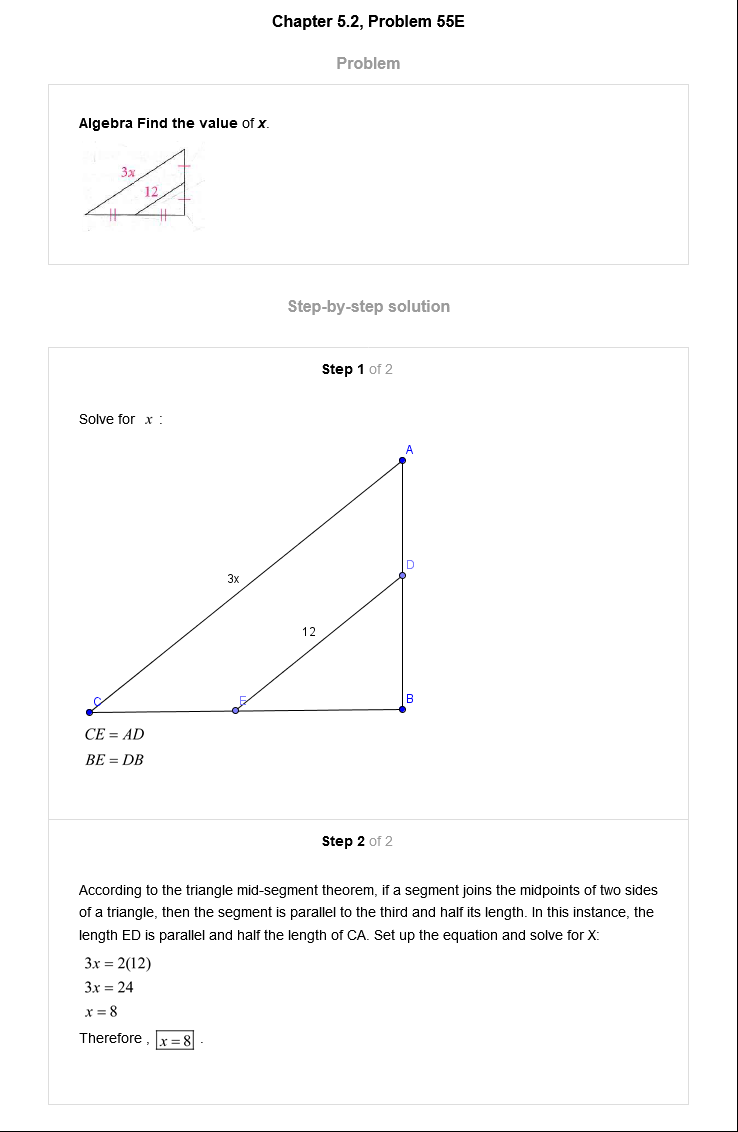 Chapter 5.2, Problem 55E
Problem
Algebra Find the value of x.
3x
12
Step-by-step solution
Step 1 of 2
Solve for x :
A
D
3x
12
C
E
B
CE = AD
BE = DB
Step 2 of 2
According to the triangle mid-segment theorem, if a segment joins the midpoints of two sides
of a triangle, then the segment is parallel to the third and half its length. In this instance, the
length ED is parallel and half the length of CA. Set up the equation and solve for X:
3x = 2(12)
3x = 24
x = 8
Therefore , x = 8 .